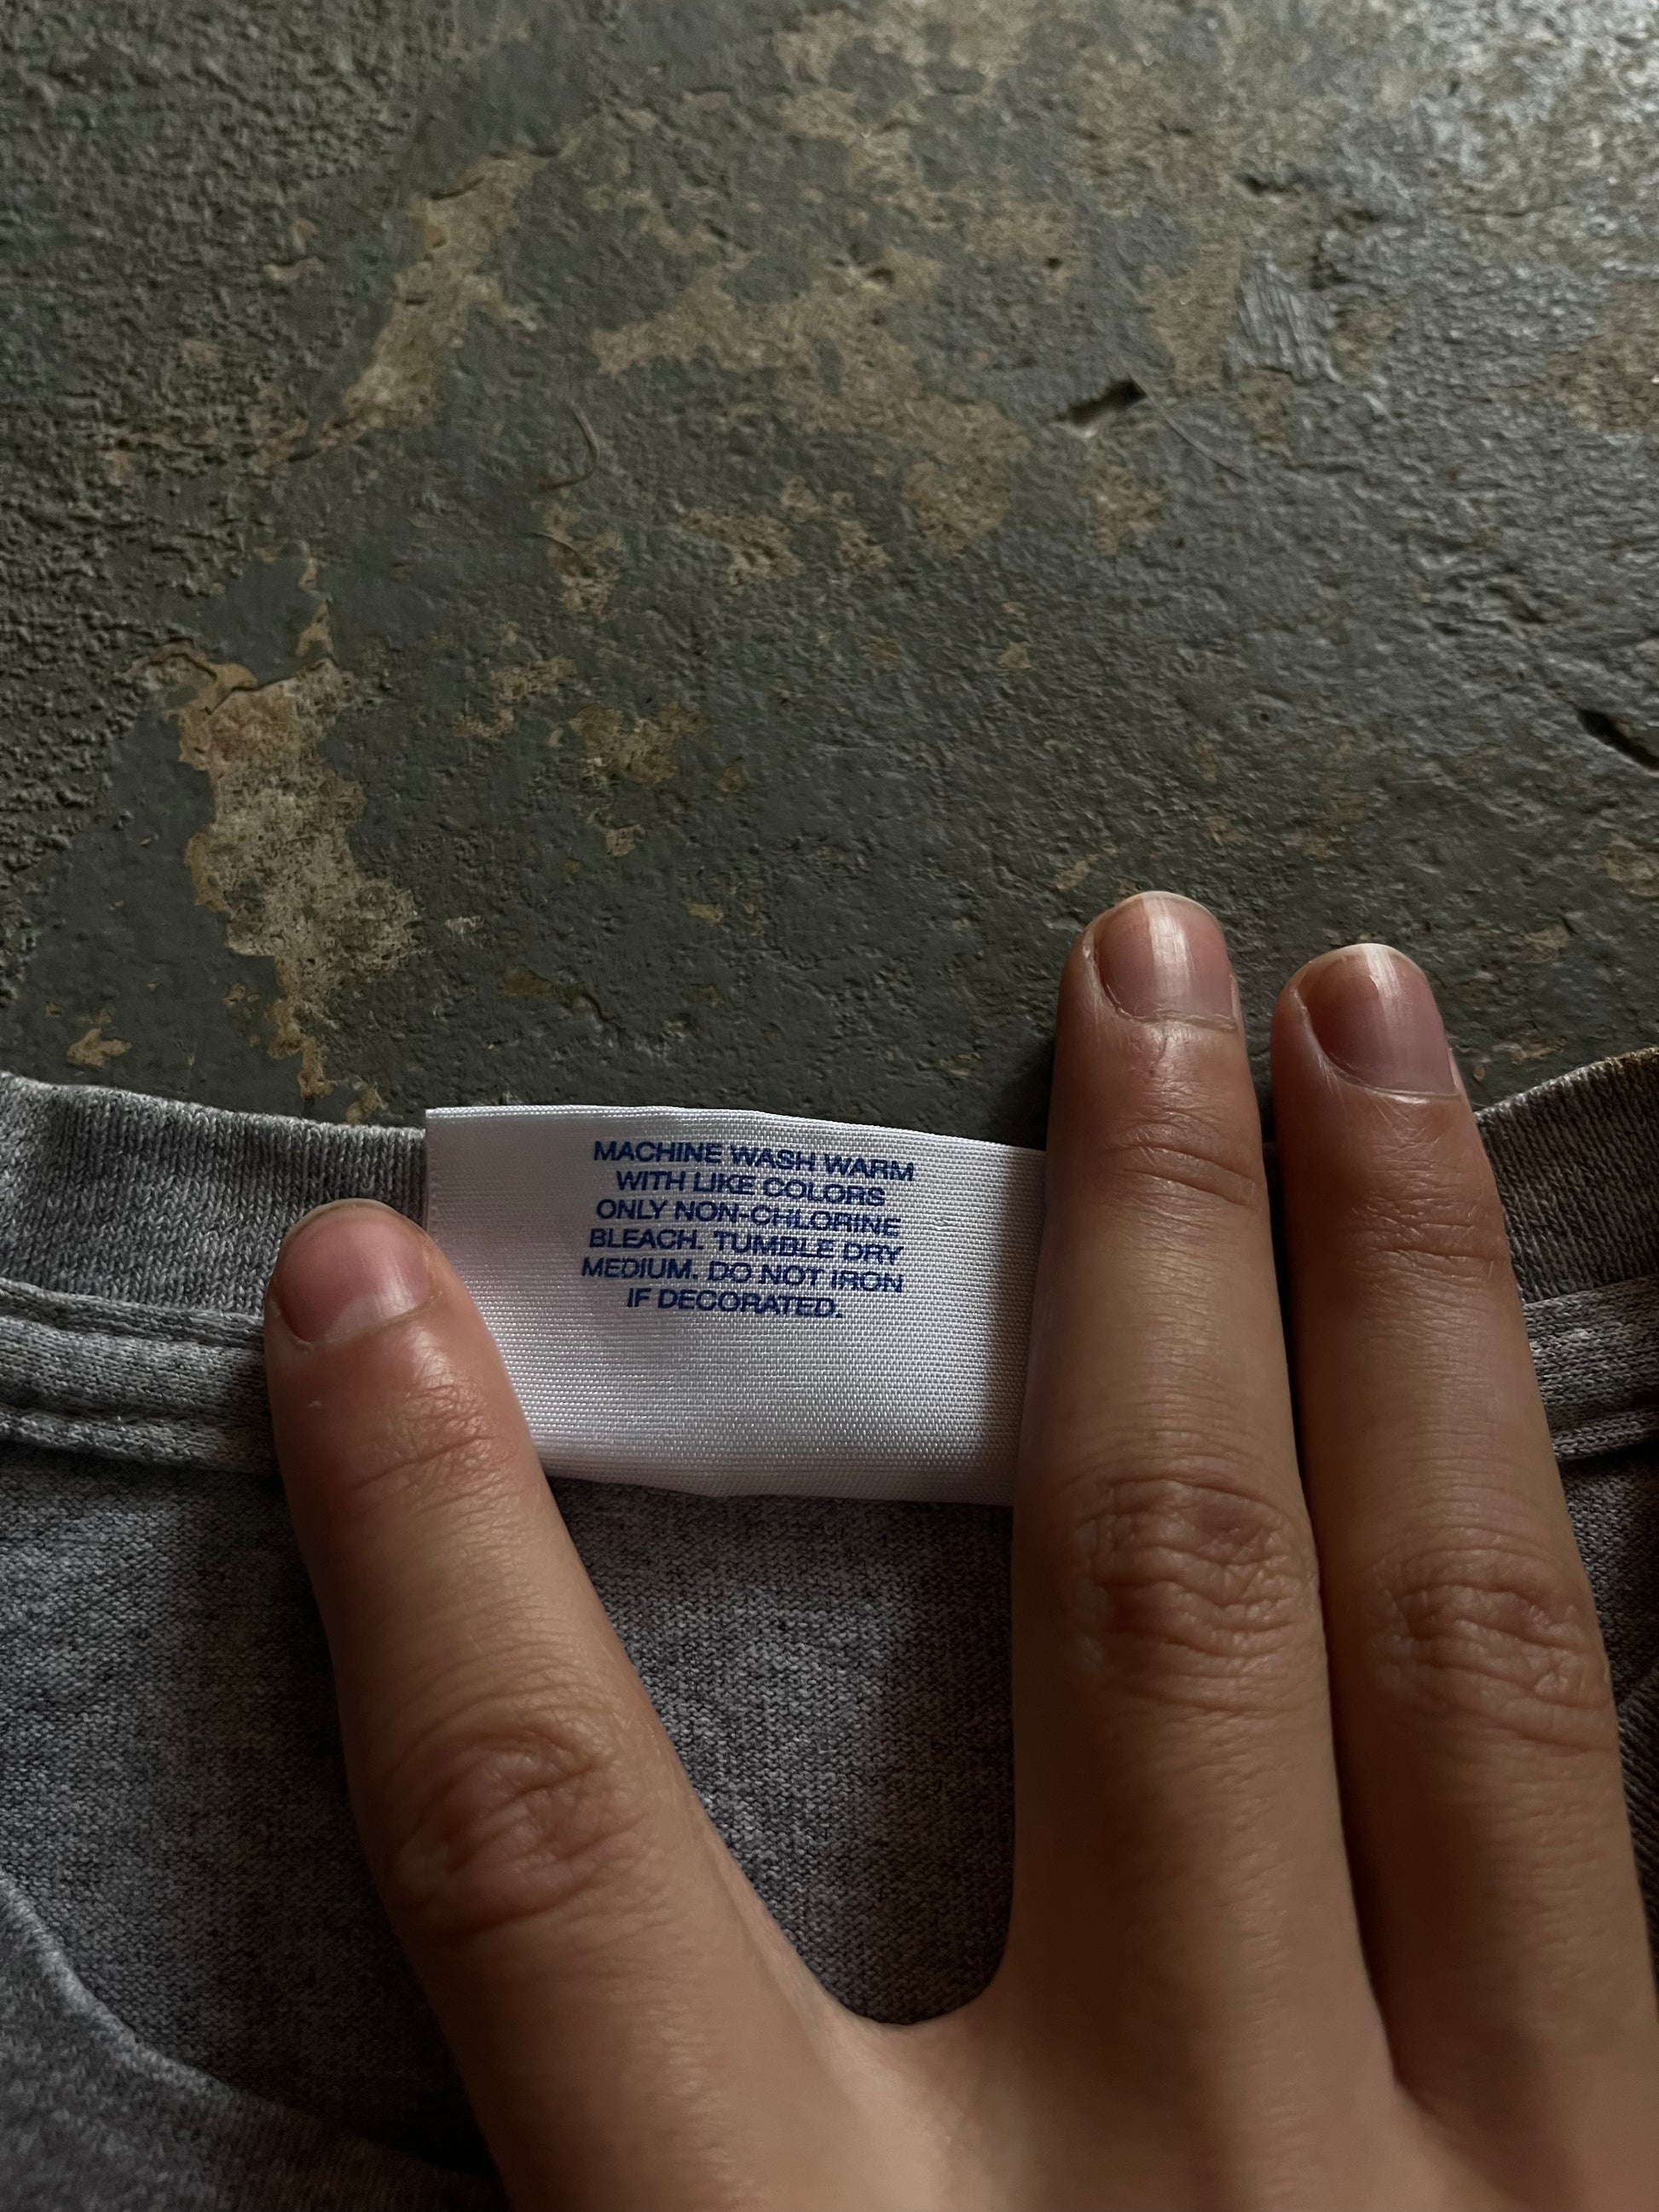 MACHINE WASH WARM
WITH LIKE COLORS
ONLY NON-CHLORINE
BLEACH. TUMBLE DRY
MEDIUM. DO NOT IRON
IF DECORATED.